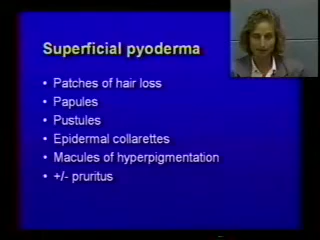 Superficial pyoderma
• Patches of hair loss
• Papules
• Pustules
• Epidermal collarettes
• Macules of hyperpigmentation
• +/- pruritus